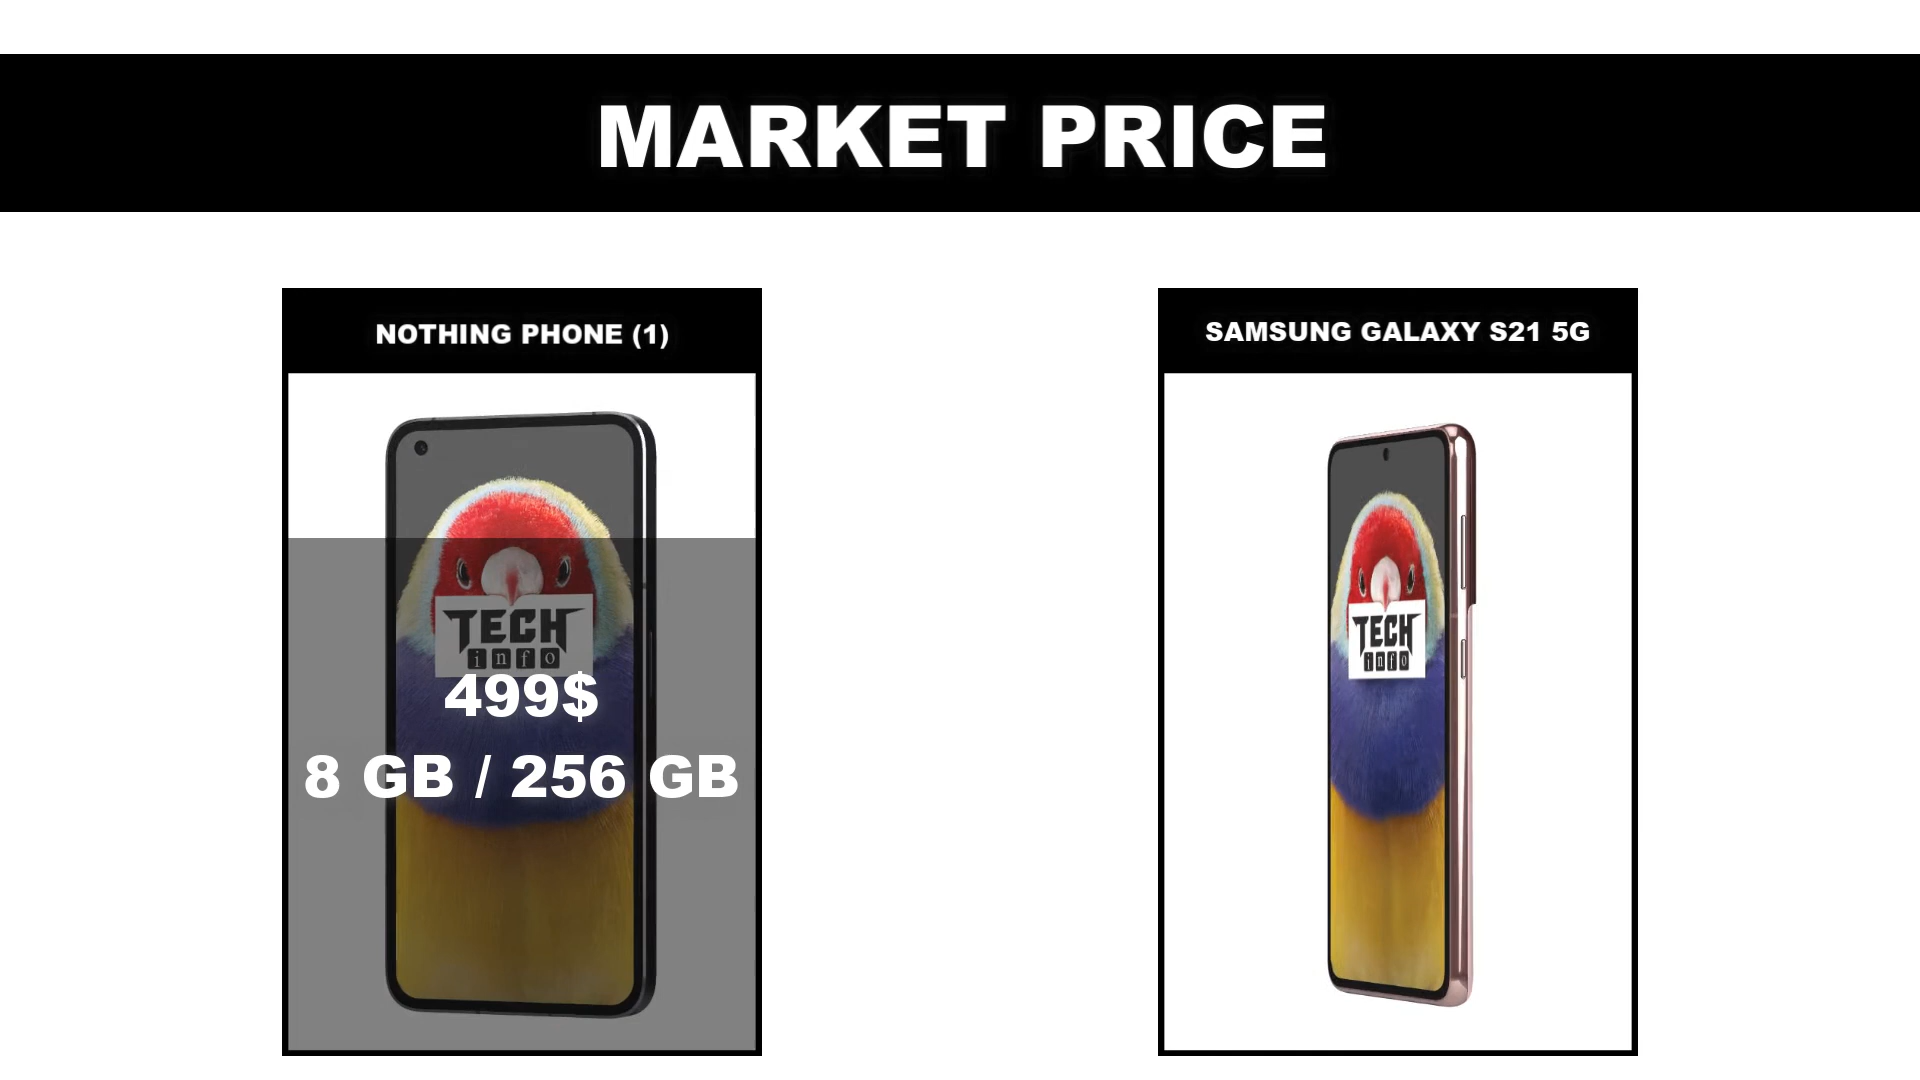 MARKET PRICE
NOTHING PHONE (1)
TECH
info
499$
8 GB / 256 GB
SAMSUNG GALAXY S21 5G
TECH
info